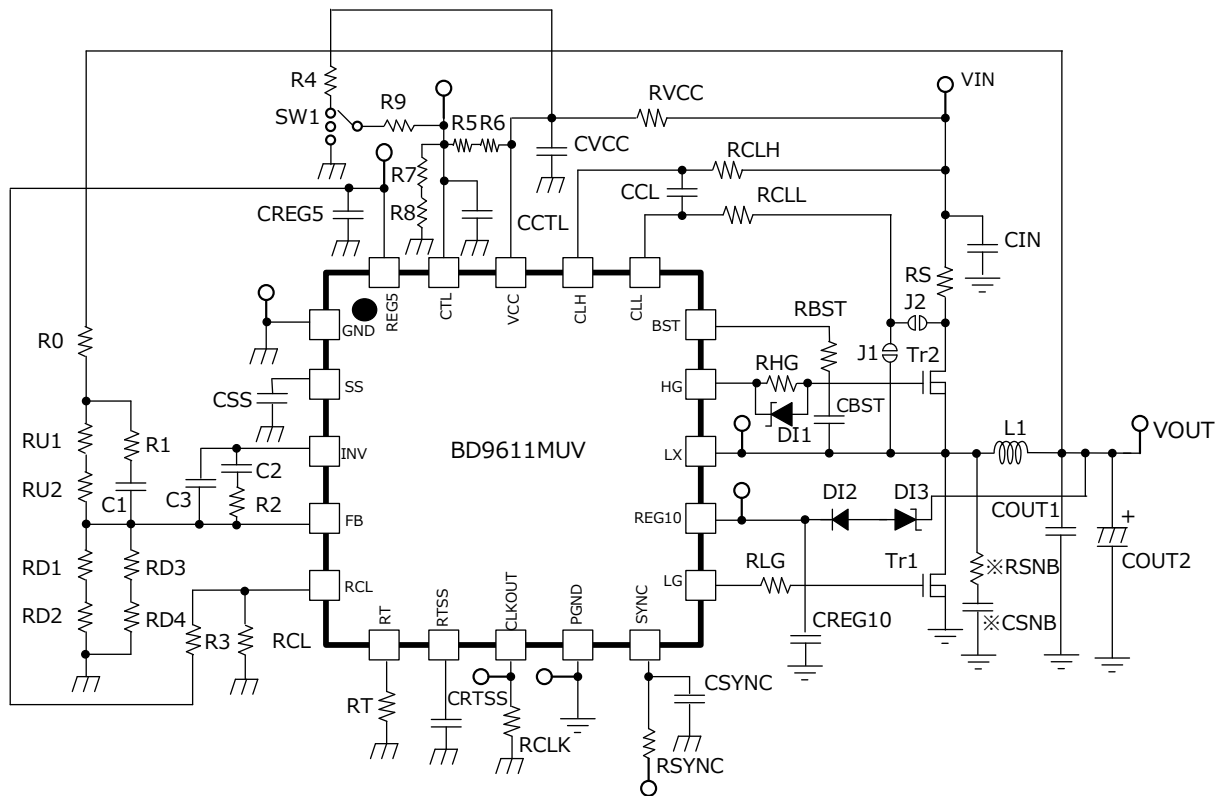 R4
VIN
R9
RVCC
SW1
R5 R6
CVCC
RCLH
R7
CCL
RCLL
CREG5
R8
CCTL
CIN
RS
J2
REG5
CTL
VCC
CLH
CLL
GND
BST
RBST
R0
J1
Tr2
RHG
SS
HG
CSS
CBST
DI1
L1
VOUT
RU1
R1
INV
BD9611MUV
LX
C2
RU2
C3
C1
R2
DI2
DI3
REG10
COUT1
FB
+
RD1
RD3
RLG
Tr1
※RSNB
COUT2
RCL
LG
RD2
RD4
RT
RTSS
CLKOUT
PGND
SYNC
※CSNB
R3
RCL
CREG10
CRTSS
CSYNC
RT
RCLK
RSYNC